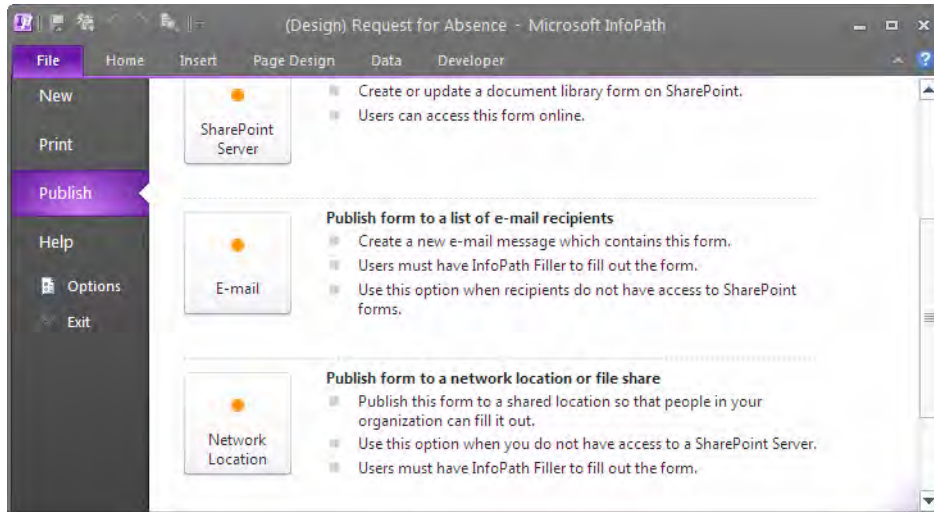 (Design) Request for Absence - Microsoft InfoPath
File Home Insert Page Design Data Developer
New
Print
Publish
Help
Options
Exit
SharePoint
Server
Create or update a document library form on SharePoint.
Users can access this form online.
E-mail
Publish form to a list of e-mail recipients
Create a new e-mail message which contains this form.
Users must have InfoPath Filler to fill out the form.
Use this option when recipients do not have access to SharePoint
forms.
Network
Location
Publish form to a network location or file share
Publish this form to a shared location so that people in your
organization can fill it out.
Use this option when you do not have access to a SharePoint Server.
Users must have InfoPath Filler to fill out the form.